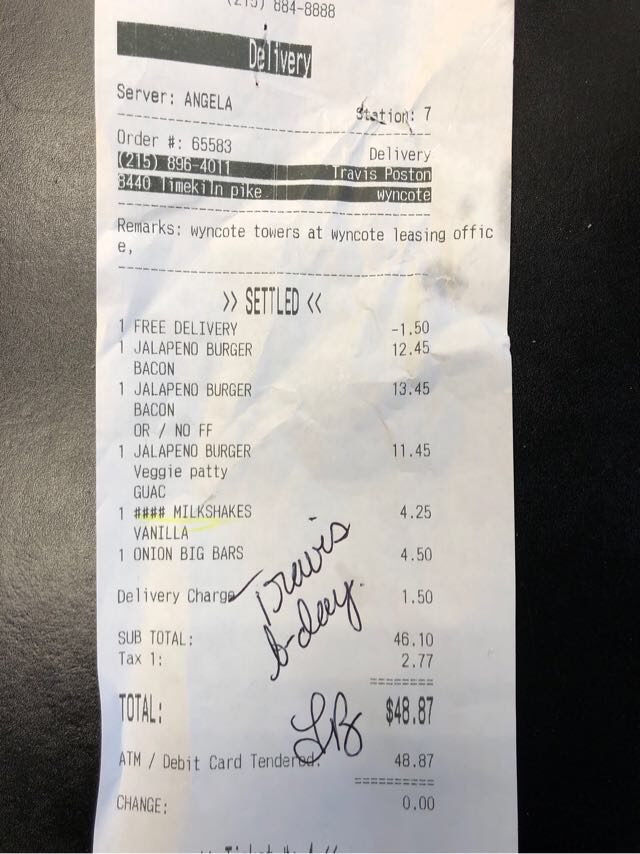 (215) 884-8888
Delivery
Server: ANGELA Station: 7
Order #: 65583 Delivery
(215) 896-4011 Travis Poston
8440 limekiln pike wyncote
Remarks: wyncote towers at wyncote leasing offic
e,
>> SETTLED <<
1 FREE DELIVERY -1.50
1 JALAPENO BURGER 12.45
BACON
1 JALAPENO BURGER 13.45
BACON
OR / NO FF
1 JALAPENO BURGER 11.45
Veggie patty
GUAC
1 #### MILKSHAKES 4.25
VANILLA
1 ONION BIG BARS 4.50
Travis
b-day.
Delivery Charge 1.50
SUB TOTAL: 46.10
Tax 1: 2.77
TOTAL: $48.87
LB
ATM / Debit Card Tendered: 48.87
CHANGE: 0.00